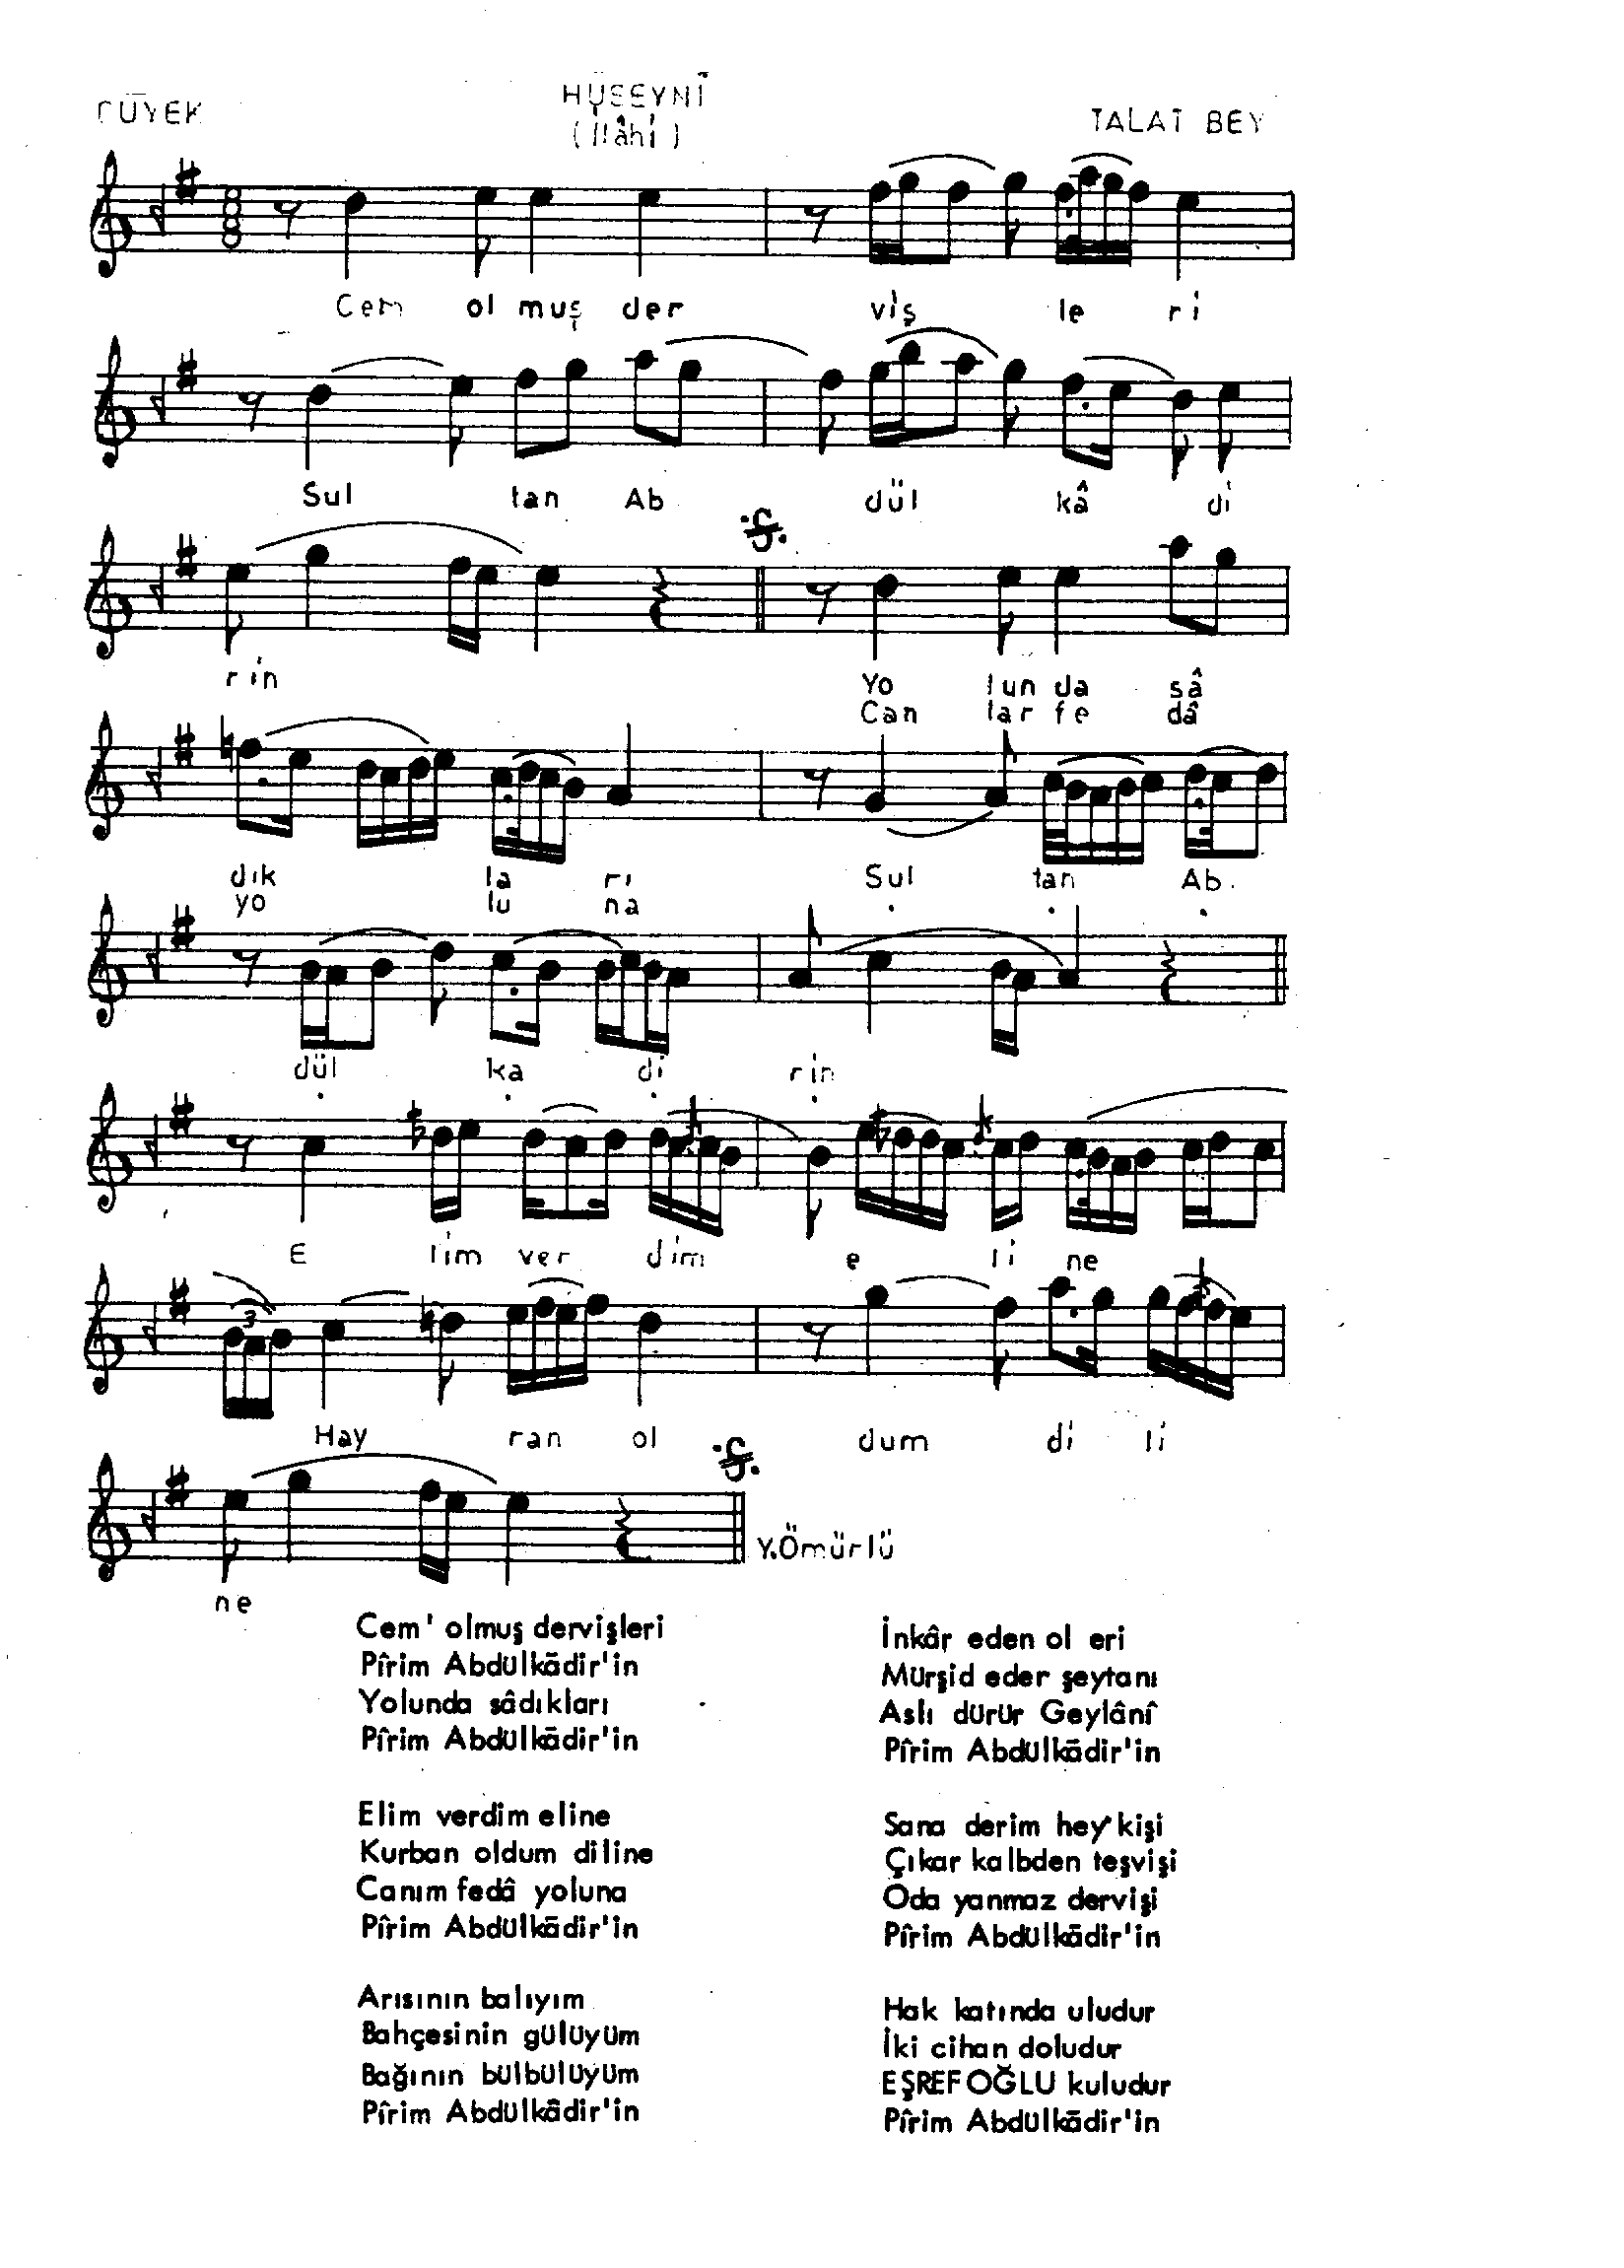 DÜYEK
HÜSEYNÎ
(İlâhi)
TALAT BEY
8 8
Cem ol muş der viş le ri
Sul tan Ab dül kâ di
rin Yo lun da sâ
Can lar fe dâ
dık la rı Sul tan Ab.
yo lu na
dül ka di rin
E lim ver dim e li ne
3
Hay ran ol dum di li
Y.Ömürlü
ne
Cem' olmuş dervişleri
Pîrim Abdülkâdir'in
Yolunda sâdıkları
Pîrim Abdülkâdir'in
Elim verdim eline
Kurban oldum diline
Canım fedâ yoluna
Pîrim Abdülkâdir'in
Arısının balıyım
Bahçesinin gülüyüm
Bağının bülbülüyüm
Pîrim Abdülkâdir'in
İnkâr eden ol eri
Mürşid eder şeytanı
Aslı dürür Geylânî
Pîrim Abdülkâdir'in
Sana derim hey kişi
Çıkar kalbden teşvişi
Oda yanmaz dervişi
Pîrim Abdülkâdir'in
Hak katında uludur
İki cihan doludur
EŞREFOĞLU kuludur
Pîrim Abdülkâdir'in